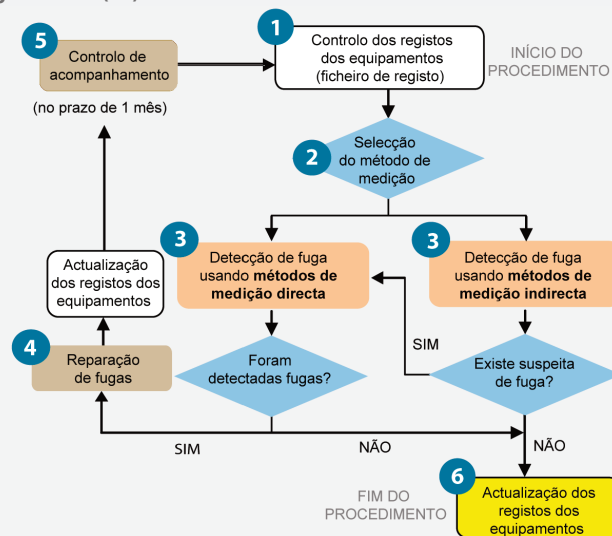 1
Controlo dos registos
dos equipamentos
(ficheiro de registo)
INÍCIO DO
PROCEDIMENTO
5
Controlo de
acompanhamento
(no prazo de 1 mês)
2
Selecção
do método de
medição
3
Detecção de fuga
usando métodos de
medição directa
3
Detecção de fuga
usando métodos de
medição indirecta
Actualização
dos registos dos
equipamentos
SIM
4
Reparação
de fugas
Foram
detectadas fugas?
Existe suspeita
de fuga?
SIM
NÃO
NÃO
6
FIM DO
PROCEDIMENTO
Actualização dos
registos dos
equipamentos